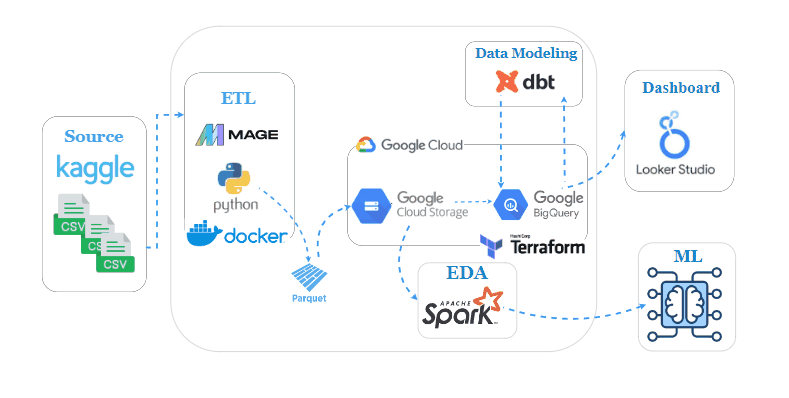 Source
kaggle
CSV
CSV
CSV
ETL
MAGE
python
docker
Parquet
Data Modeling
dbt
Google Cloud
Google
Cloud Storage
Google
BigQuery
HashiCorp
Terraform
EDA
APACHE
Spark
Dashboard
Looker Studio
ML